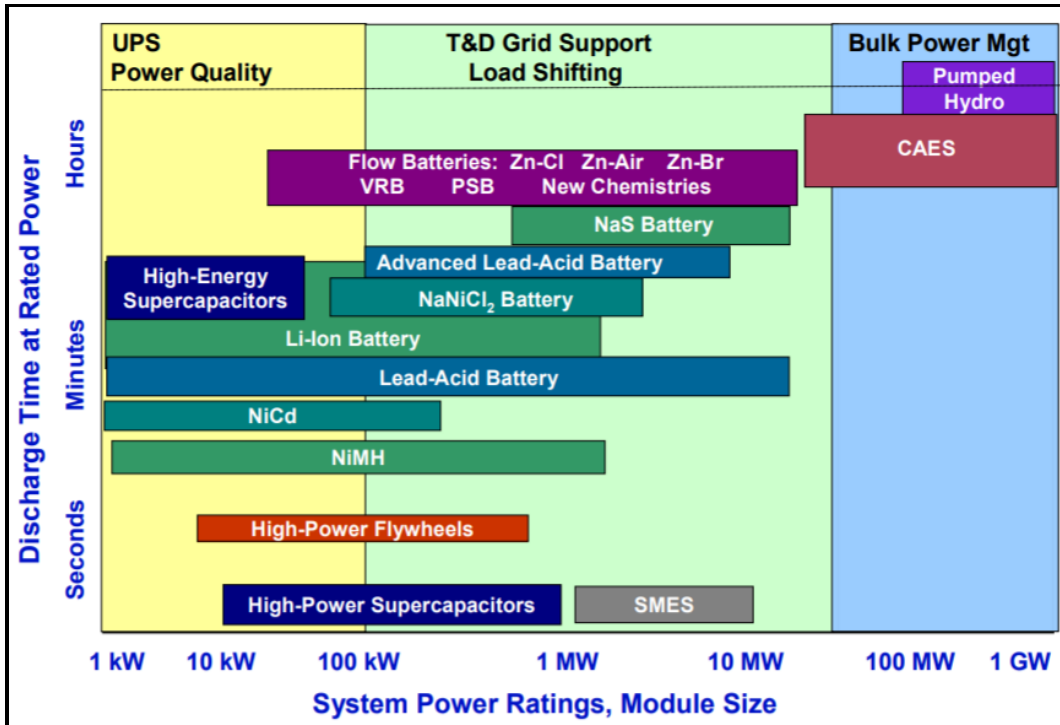 UPS
Power Quality
T&D Grid Support
Load Shifting
Bulk Power Mgt
Pumped
Hydro
CAES
Flow Batteries: Zn-Cl Zn-Air Zn-Br
VRB PSB New Chemistries
NaS Battery
Advanced Lead-Acid Battery
High-Energy
Supercapacitors
NaNiCl₂ Battery
Li-Ion Battery
Lead-Acid Battery
NiCd
NiMH
High-Power Flywheels
High-Power Supercapacitors
SMES
Discharge Time at Rated Power
Hours
Minutes
Seconds
1 kW 10 kW 100 kW 1 MW 10 MW 100 MW 1 GW
System Power Ratings, Module Size